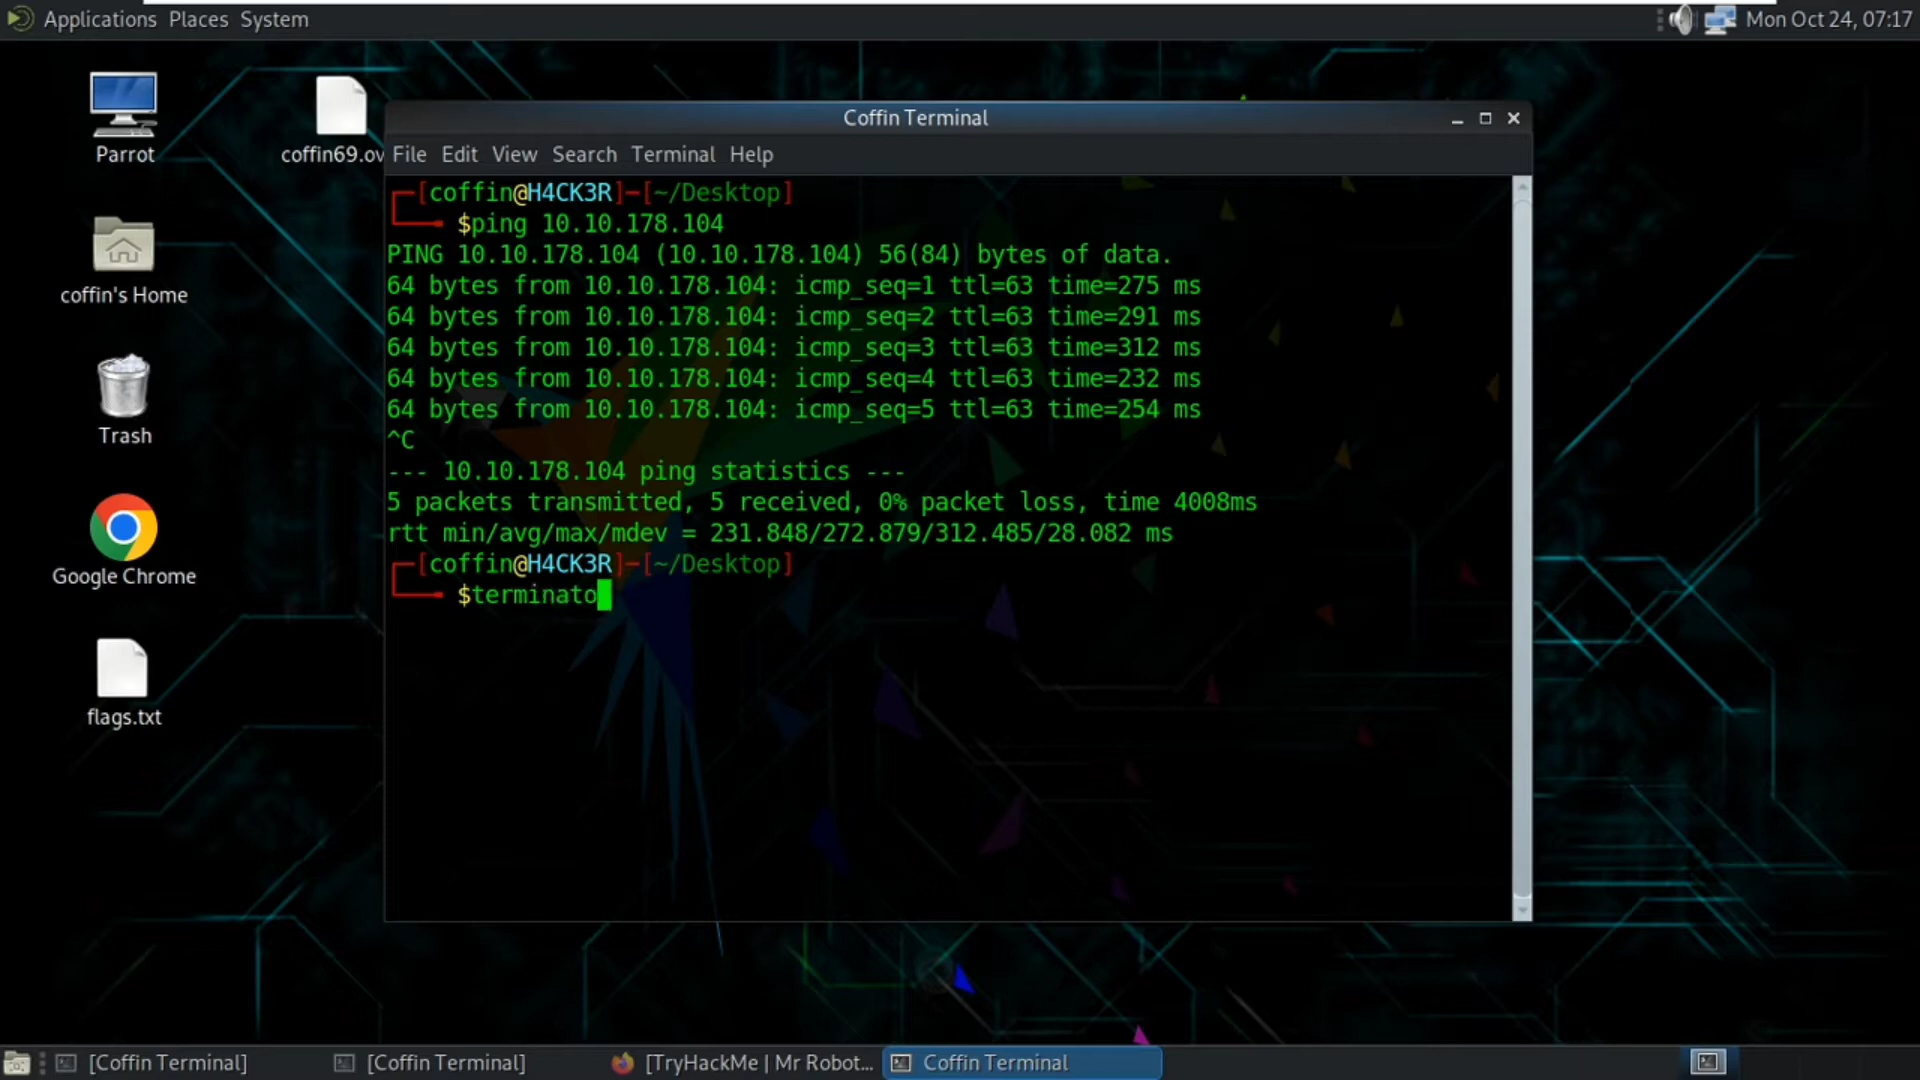 Applications Places System
Mon Oct 24, 07:17
Parrot
coffin69.ov
coffin's Home
Trash
Google Chrome
flags.txt
Coffin Terminal
File Edit View Search Terminal Help
[coffin@H4CK3R]-[~/Desktop]
$ping 10.10.178.104
PING 10.10.178.104 (10.10.178.104) 56(84) bytes of data.
64 bytes from 10.10.178.104: icmp_seq=1 ttl=63 time=275 ms
64 bytes from 10.10.178.104: icmp_seq=2 ttl=63 time=291 ms
64 bytes from 10.10.178.104: icmp_seq=3 ttl=63 time=312 ms
64 bytes from 10.10.178.104: icmp_seq=4 ttl=63 time=232 ms
64 bytes from 10.10.178.104: icmp_seq=5 ttl=63 time=254 ms
^C
--- 10.10.178.104 ping statistics ---
5 packets transmitted, 5 received, 0% packet loss, time 4008ms
rtt min/avg/max/mdev = 231.848/272.879/312.485/28.082 ms
[coffin@H4CK3R]-[~/Desktop]
$terminato
[Coffin Terminal]
[Coffin Terminal]
[TryHackMe | Mr Robot...
Coffin Terminal